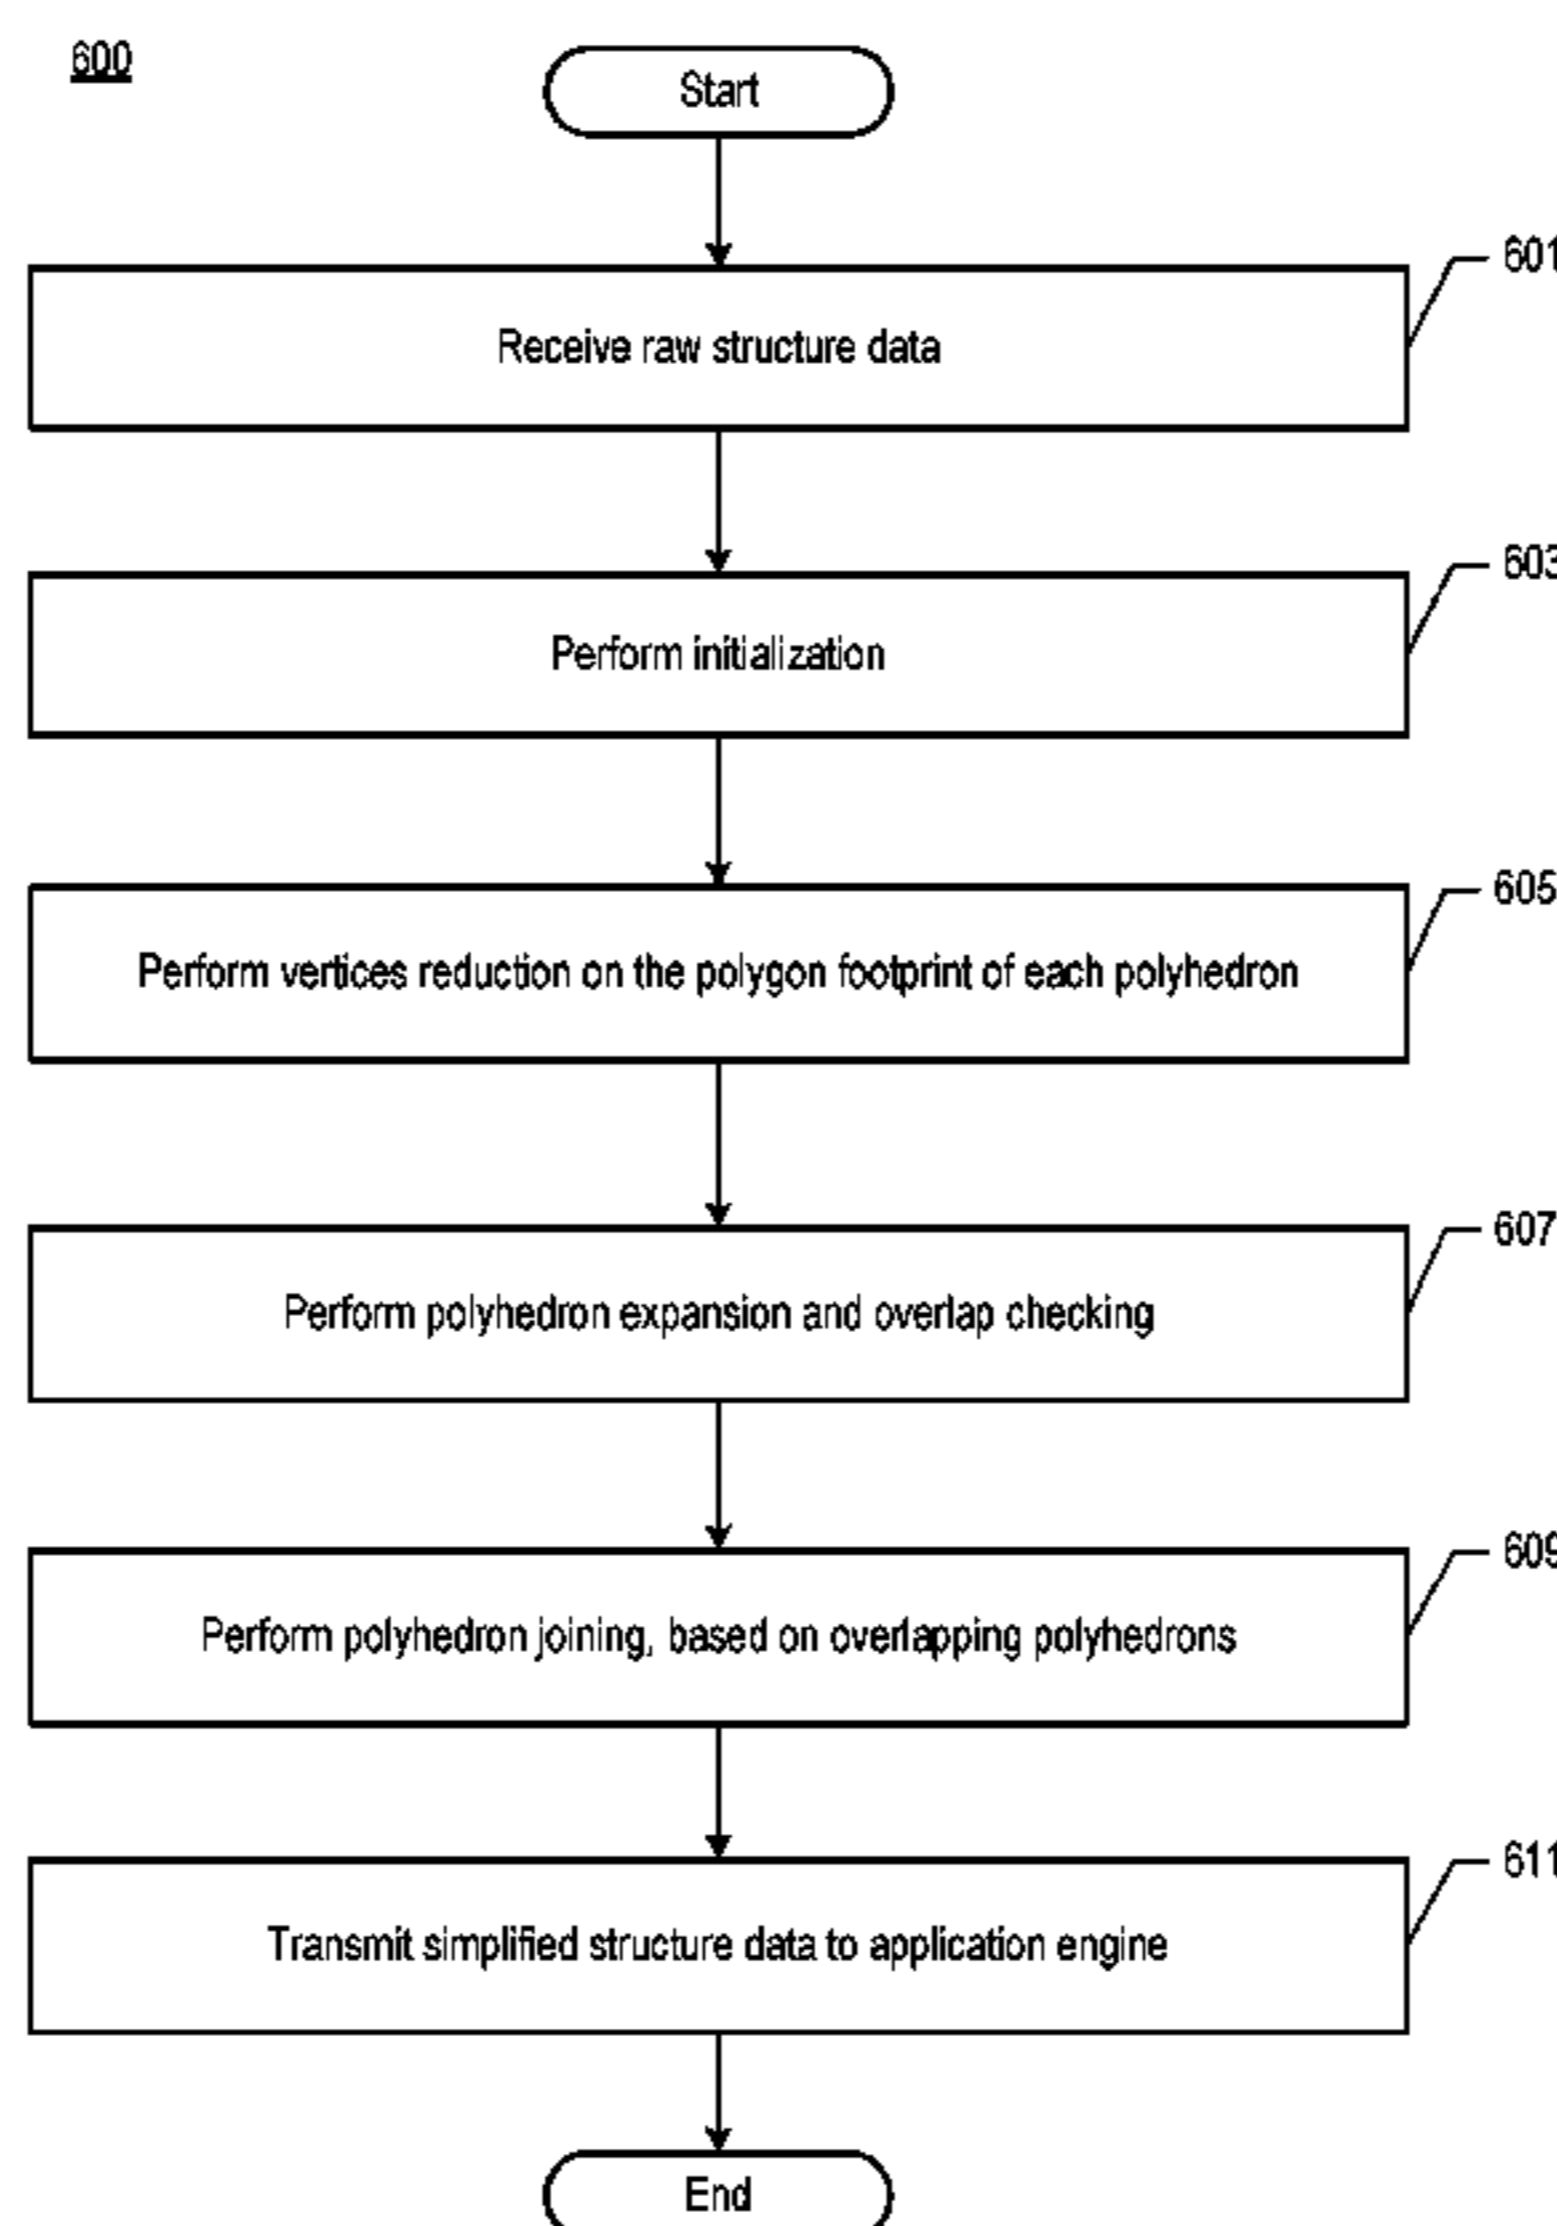 600
Start
601
Receive raw structure data
603
Perform initialization
605
Perform vertices reduction on the polygon footprint of each polyhedron
607
Perform polyhedron expansion and overlap checking
609
Perform polyhedron joining, based on overlapping polyhedrons
611
Transmit simplified structure data to application engine
End